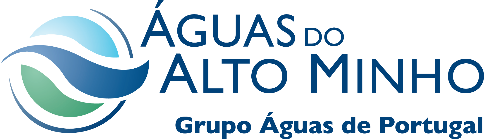 ÁGUAS DO
ALTO MINHO
Grupo Águas de Portugal